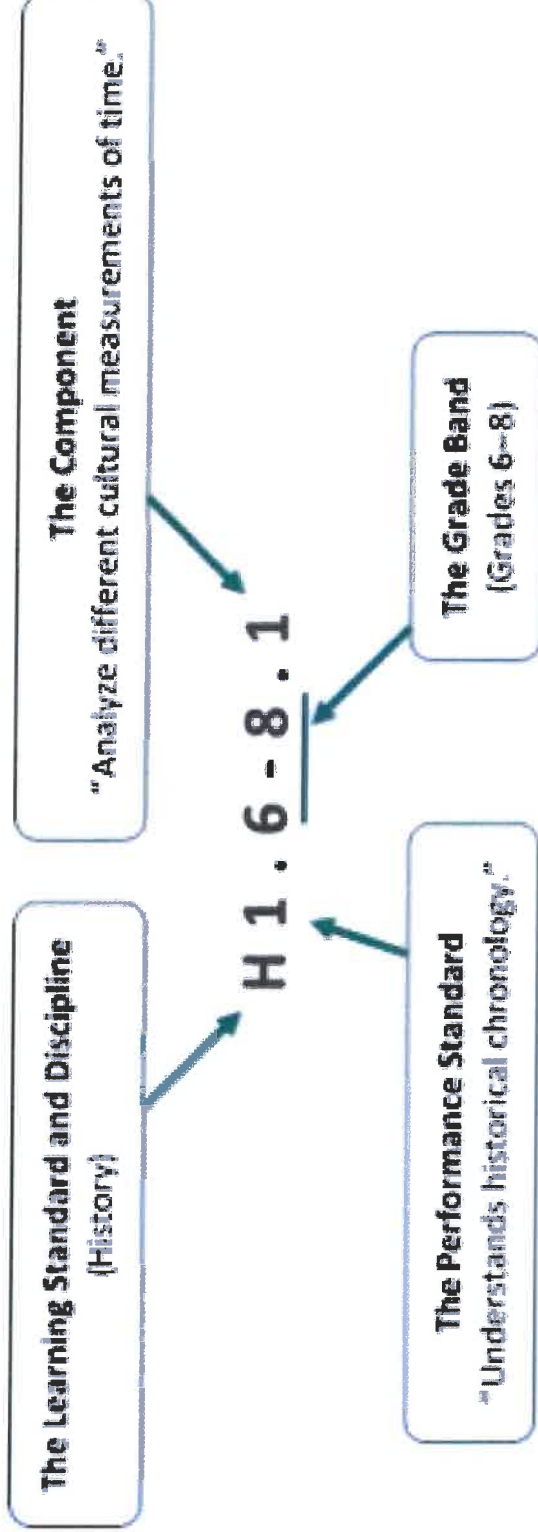 The Learning Standard and Discipline
(History)
The Component
"Analyze different cultural measurements of time."
H 1 . 6 - 8 . 1
The Performance Standard
"Understands historical chronology."
The Grade Band
(Grades 6–8)